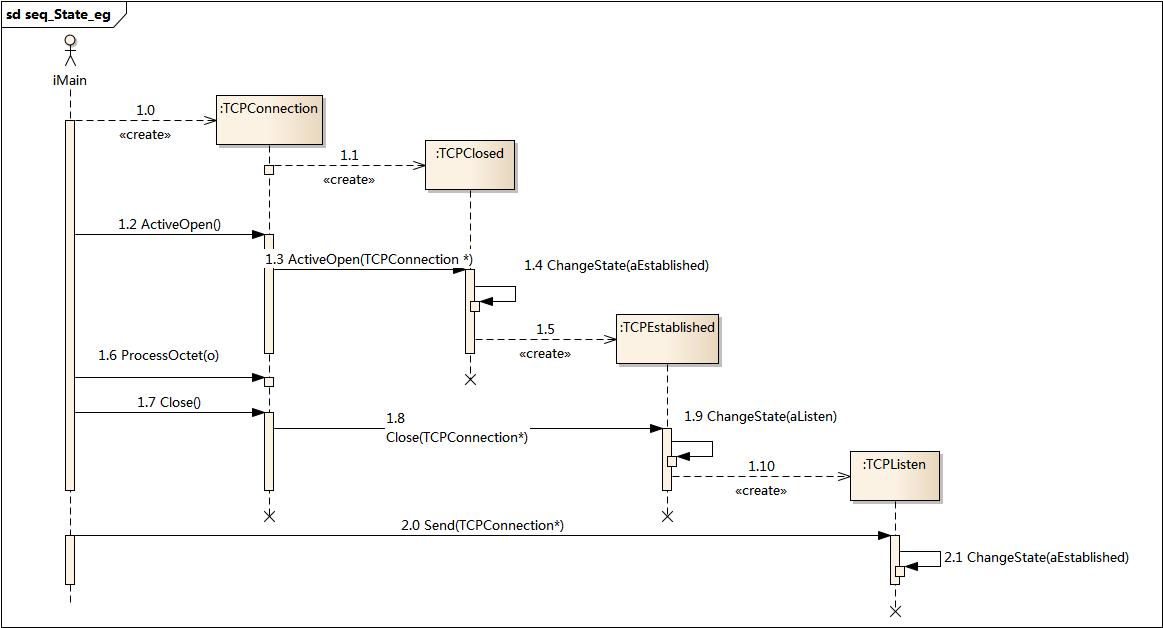 sd seq_State_eg
iMain
1.0
«create»
:TCPConnection
1.1
«create»
:TCPClosed
1.2 ActiveOpen()
1.3 ActiveOpen(TCPConnection *)
1.4 ChangeState(aEstablished)
1.5
«create»
:TCPEstablished
1.6 ProcessOctet(o)
1.7 Close()
1.8
Close(TCPConnection*)
1.9 ChangeState(aListen)
1.10
«create»
:TCPListen
2.0 Send(TCPConnection*)
2.1 ChangeState(aEstablished)